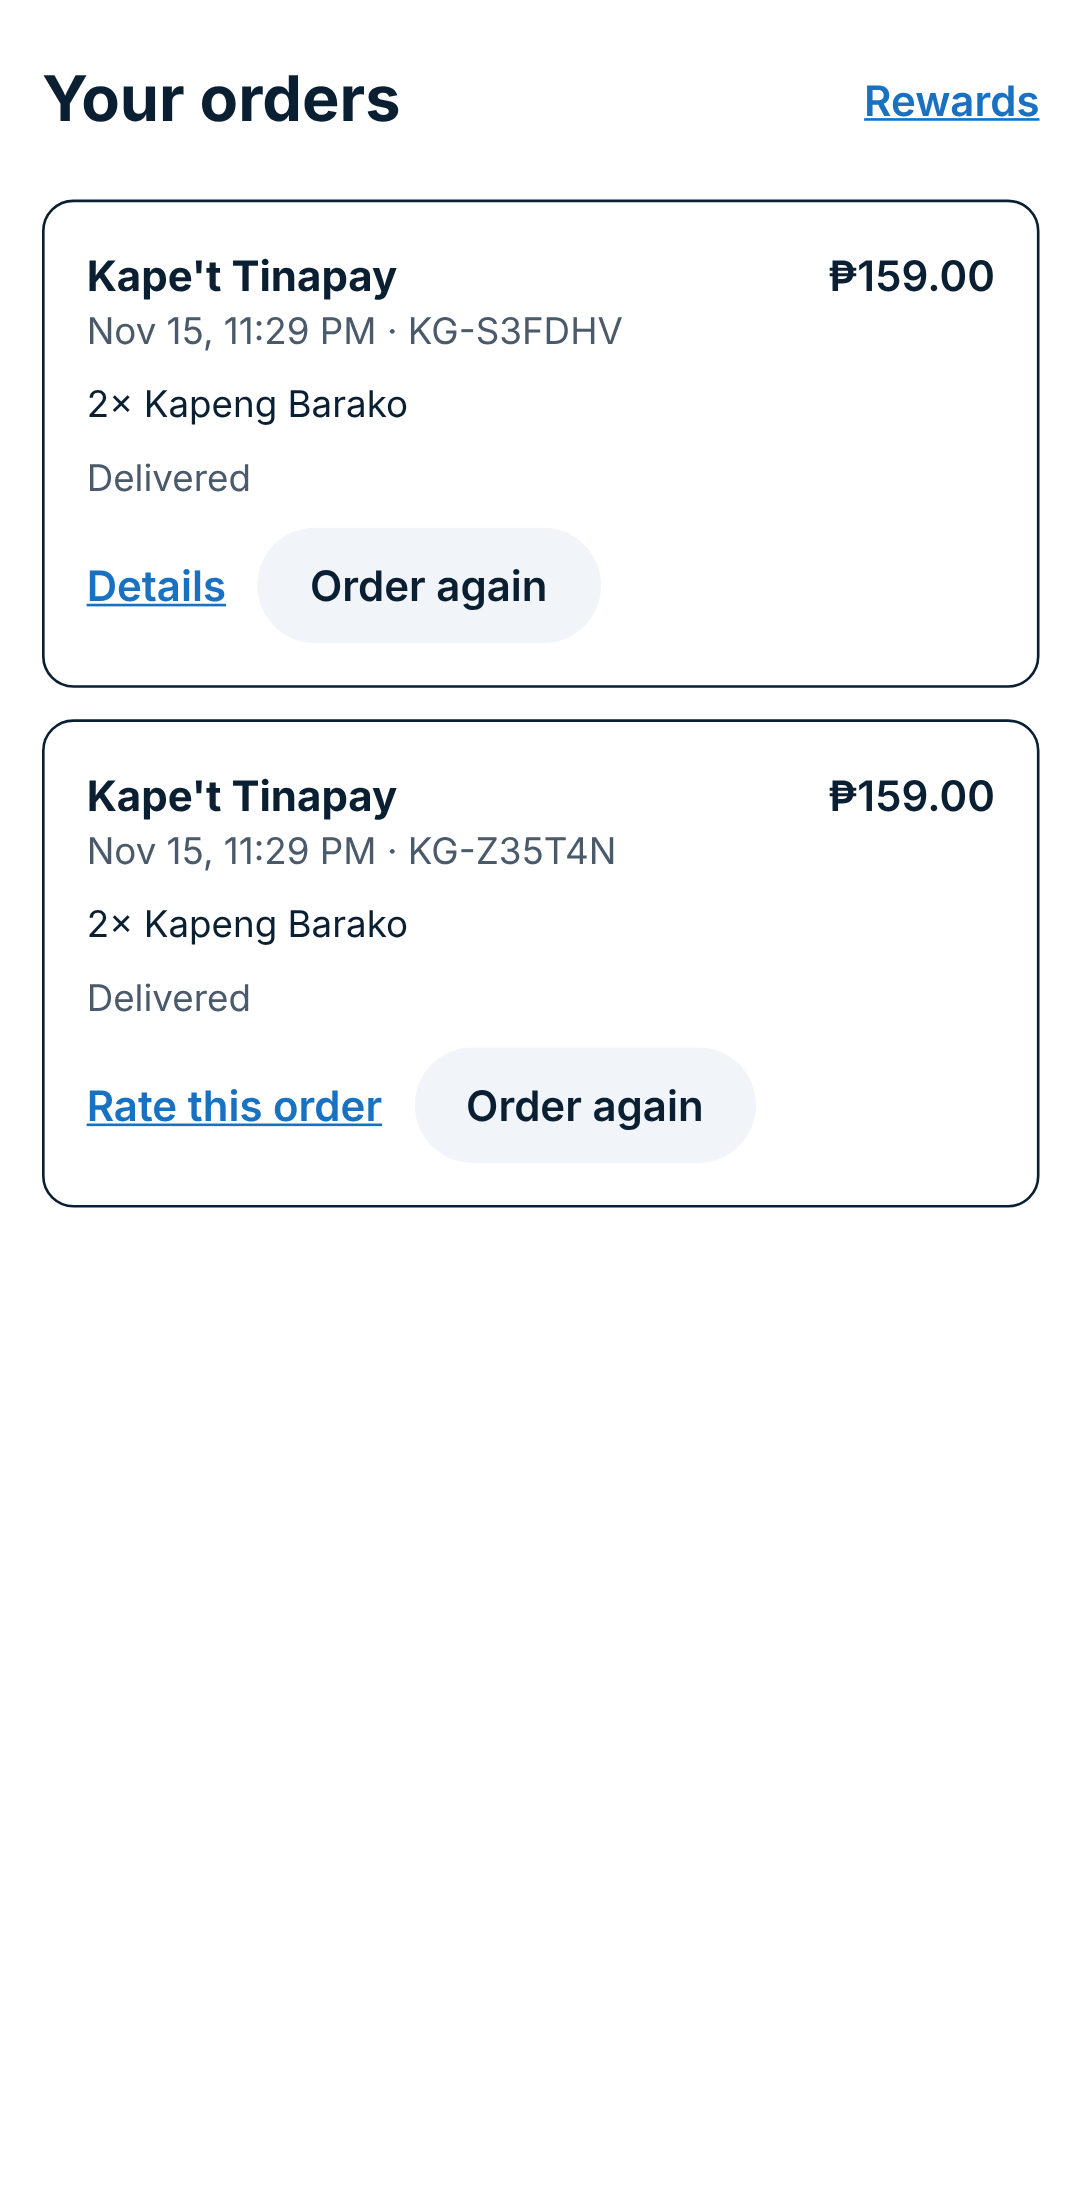 Your orders
Rewards
Kape't Tinapay ₱159.00
Nov 15, 11:29 PM · KG-S3FDHV
2× Kapeng Barako
Delivered
Details Order again
Kape't Tinapay ₱159.00
Nov 15, 11:29 PM · KG-Z35T4N
2× Kapeng Barako
Delivered
Rate this order Order again